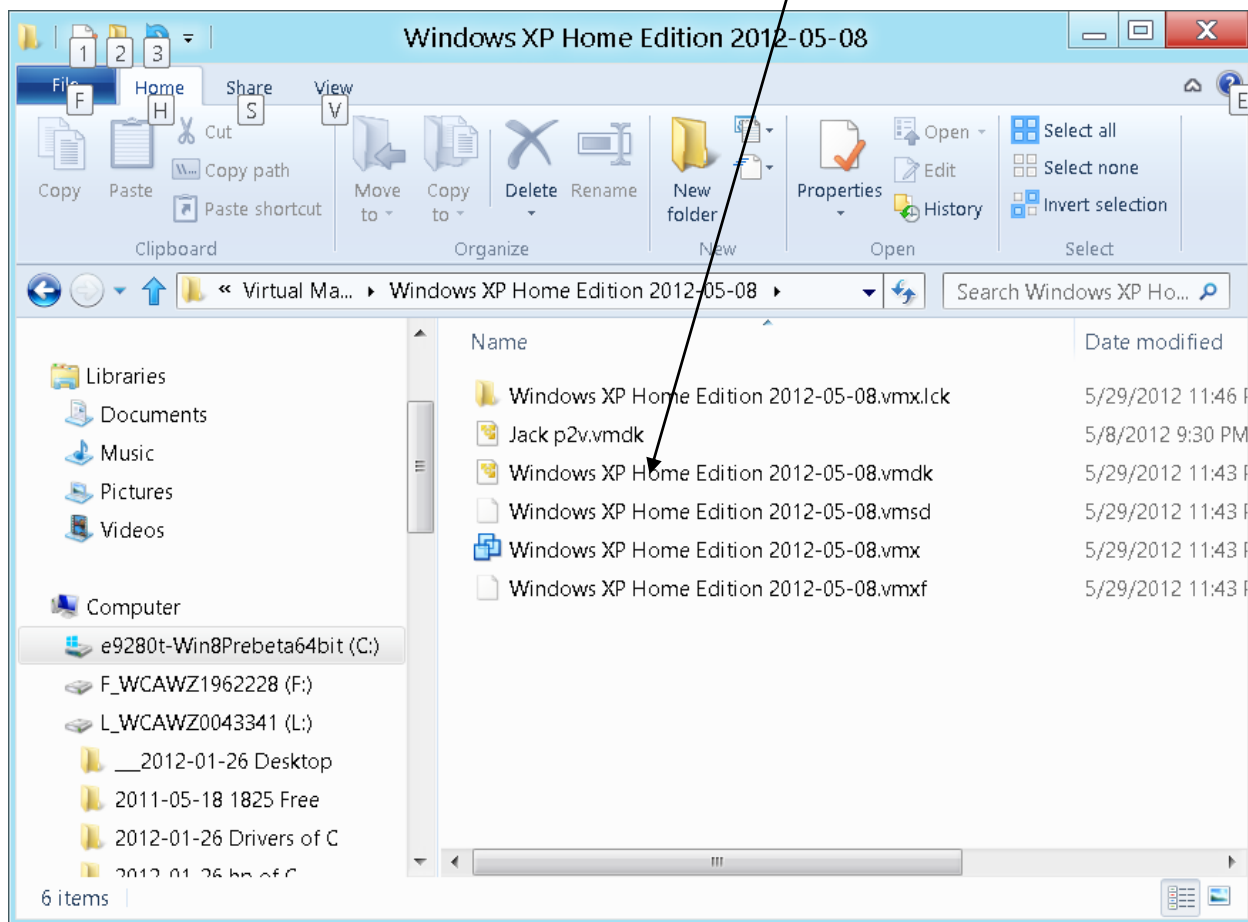 1 2 3 Windows XP Home Edition 2012-05-08 X
File Home Share View
F H S V E
Copy
Paste
Cut
Copy path
Paste shortcut
Clipboard
Move to
Copy to
Delete Rename
Organize
New folder
New
Properties
Open
Edit
History
Open
Select all
Select none
Invert selection
Select
« Virtual Ma... Windows XP Home Edition 2012-05-08 Search Windows XP Ho...
Name Date modified
Libraries
Documents
Music
Pictures
Videos
Computer
e9280t-Win8Prebeta64bit (C:)
F_WCAWZ1962228 (F:)
L_WCAWZ0043341 (L:)
__2012-01-26 Desktop
2011-05-18 1825 Free
2012-01-26 Drivers of C
2012-01-26 hp of C
Windows XP Home Edition 2012-05-08.vmx.lck 5/29/2012 11:46 P
Jack p2v.vmdk 5/8/2012 9:30 PM
Windows XP Home Edition 2012-05-08.vmdk 5/29/2012 11:43 P
Windows XP Home Edition 2012-05-08.vmsd 5/29/2012 11:43 P
Windows XP Home Edition 2012-05-08.vmx 5/29/2012 11:43 P
Windows XP Home Edition 2012-05-08.vmxf 5/29/2012 11:43 P
6 items